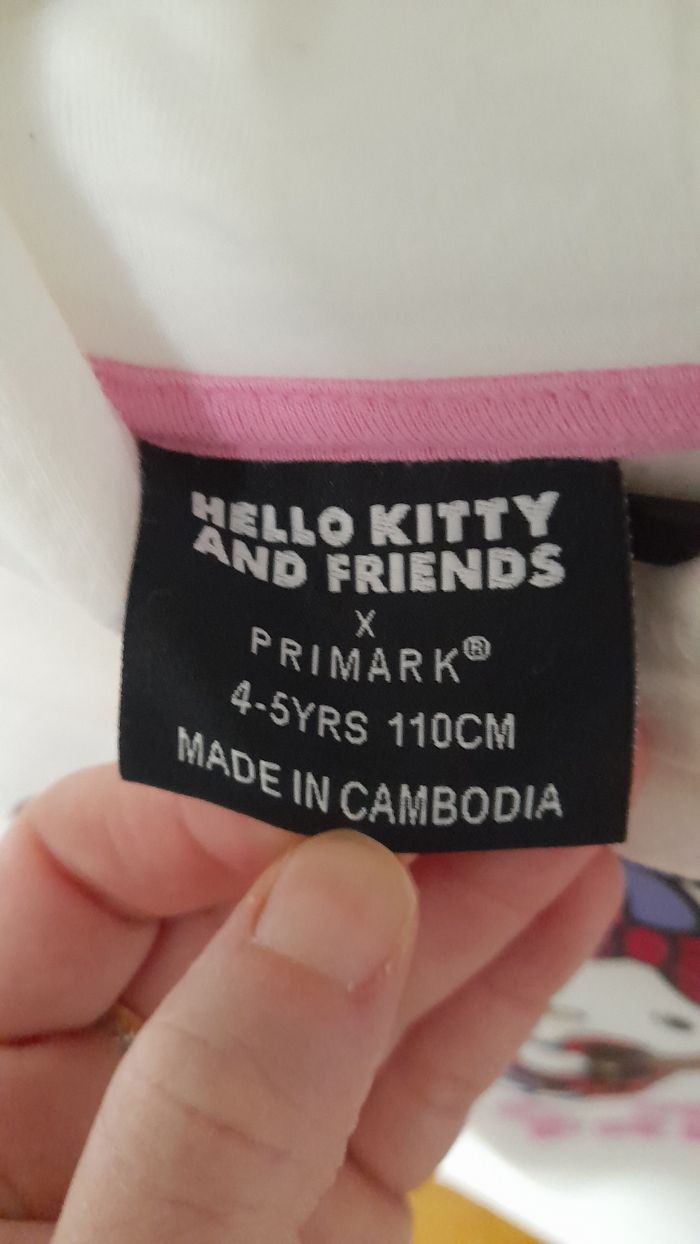 HELLO KITTY
AND FRIENDS
X
PRIMARK®
4-5YRS 110CM
MADE IN CAMBODIA